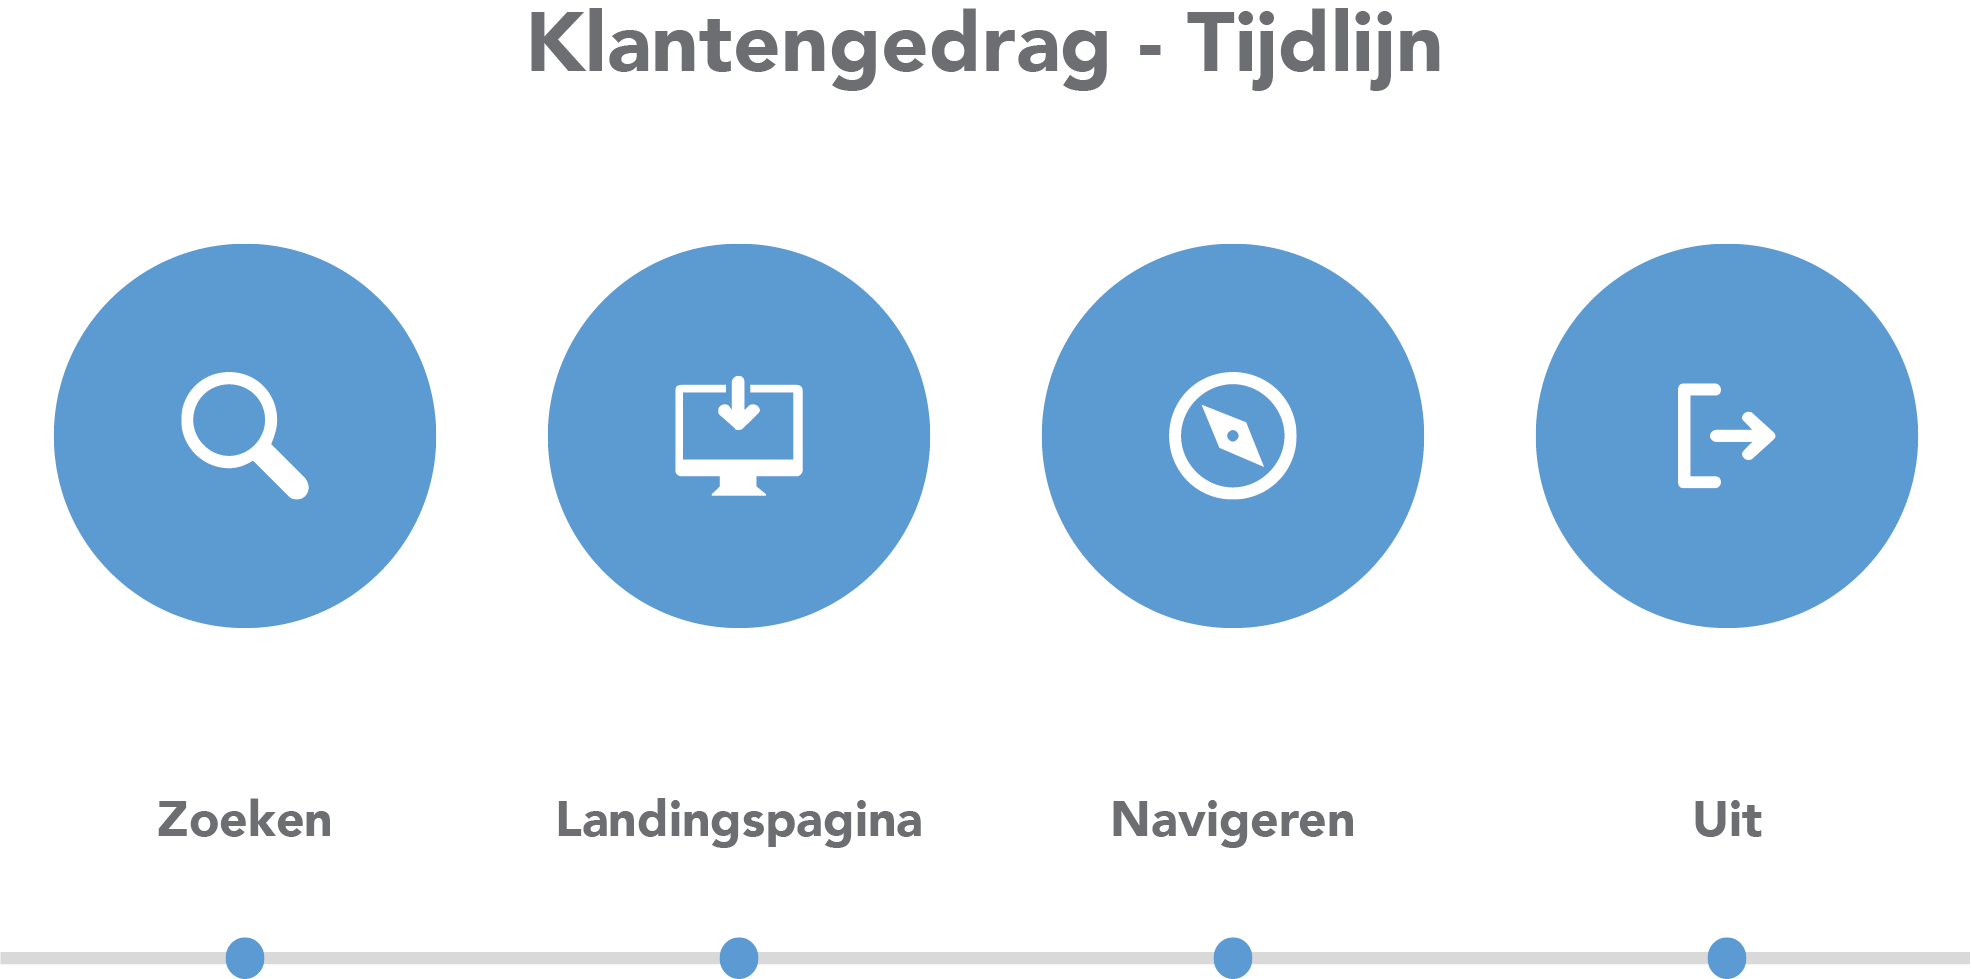 Klantengedrag - Tijdlijn
Zoeken
Landingspagina
Navigeren
Uit